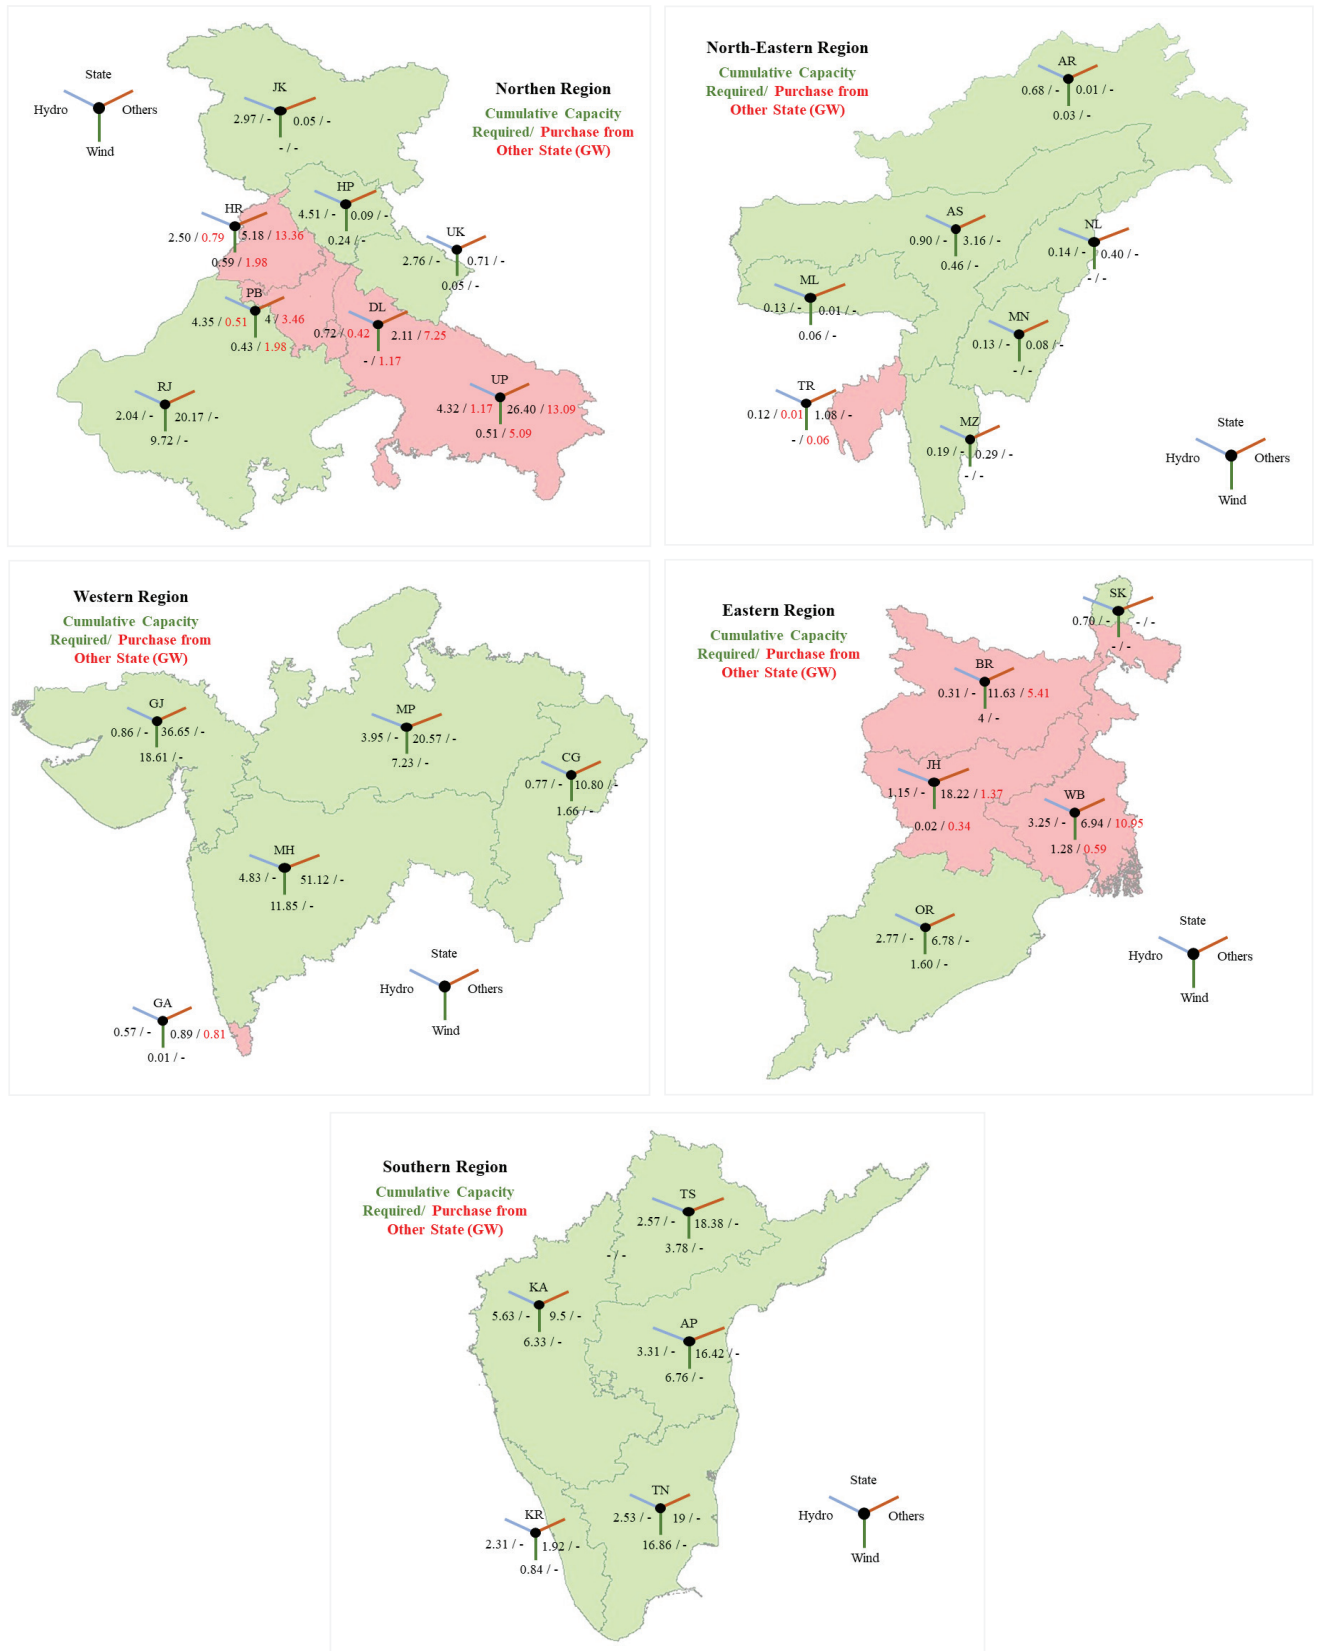 Northen Region
Cumulative Capacity
Required/ Purchase from
Other State (GW)
State
Hydro
Others
Wind
JK
2.97 / -
0.05 / -
- / -
HP
4.51 / -
0.09 / -
0.24 / -
HR
2.50 / 0.79
5.18 / 13.36
0.59 / 1.98
UK
2.76 / -
0.71 / -
0.05 / -
PB
4.35 / 0.51
4 / 3.46
0.43 / 1.98
DL
0.72 / 0.42
2.11 / 7.25
- / 1.17
RJ
2.04 / -
20.17 / -
9.72 / -
UP
4.32 / 1.17
26.40 / 13.09
0.51 / 5.09
North-Eastern Region
Cumulative Capacity
Required/ Purchase from
Other State (GW)
AR
0.68 / -
0.01 / -
0.03 / -
AS
0.90 / -
3.16 / -
0.46 / -
NL
0.14 / -
0.40 / -
- / -
ML
0.13 / -
0.01 / -
0.06 / -
MN
0.13 / -
0.08 / -
- / -
TR
0.12 / 0.01
1.08 / -
- / 0.06
MZ
0.19 / -
0.29 / -
- / -
State
Hydro
Others
Wind
Western Region
Cumulative Capacity
Required/ Purchase from
Other State (GW)
GJ
0.86 / -
36.65 / -
18.61 / -
MP
3.95 / -
20.57 / -
7.23 / -
CG
0.77 / -
10.80 / -
1.66 / -
MH
4.83 / -
51.12 / -
11.85 / -
GA
0.57 / -
0.89 / 0.81
0.01 / -
State
Hydro
Others
Wind
Eastern Region
Cumulative Capacity
Required/ Purchase from
Other State (GW)
SK
0.70 / -
- / -
- / -
BR
0.31 / -
11.63 / 5.41
4 / -
JH
1.15 / -
18.22 / 1.37
0.02 / 0.34
WB
3.25 / -
6.94 / 10.95
1.28 / 0.59
OR
2.77 / -
6.78 / -
1.60 / -
State
Hydro
Others
Wind
Southern Region
Cumulative Capacity
Required/ Purchase from
Other State (GW)
TS
2.57 / -
18.38 / -
3.78 / -
- / -
KA
5.63 / -
9.5 / -
6.33 / -
AP
3.31 / -
16.42 / -
6.76 / -
TN
2.53 / -
19 / -
16.86 / -
KR
2.31 / -
1.92 / -
0.84 / -
State
Hydro
Others
Wind